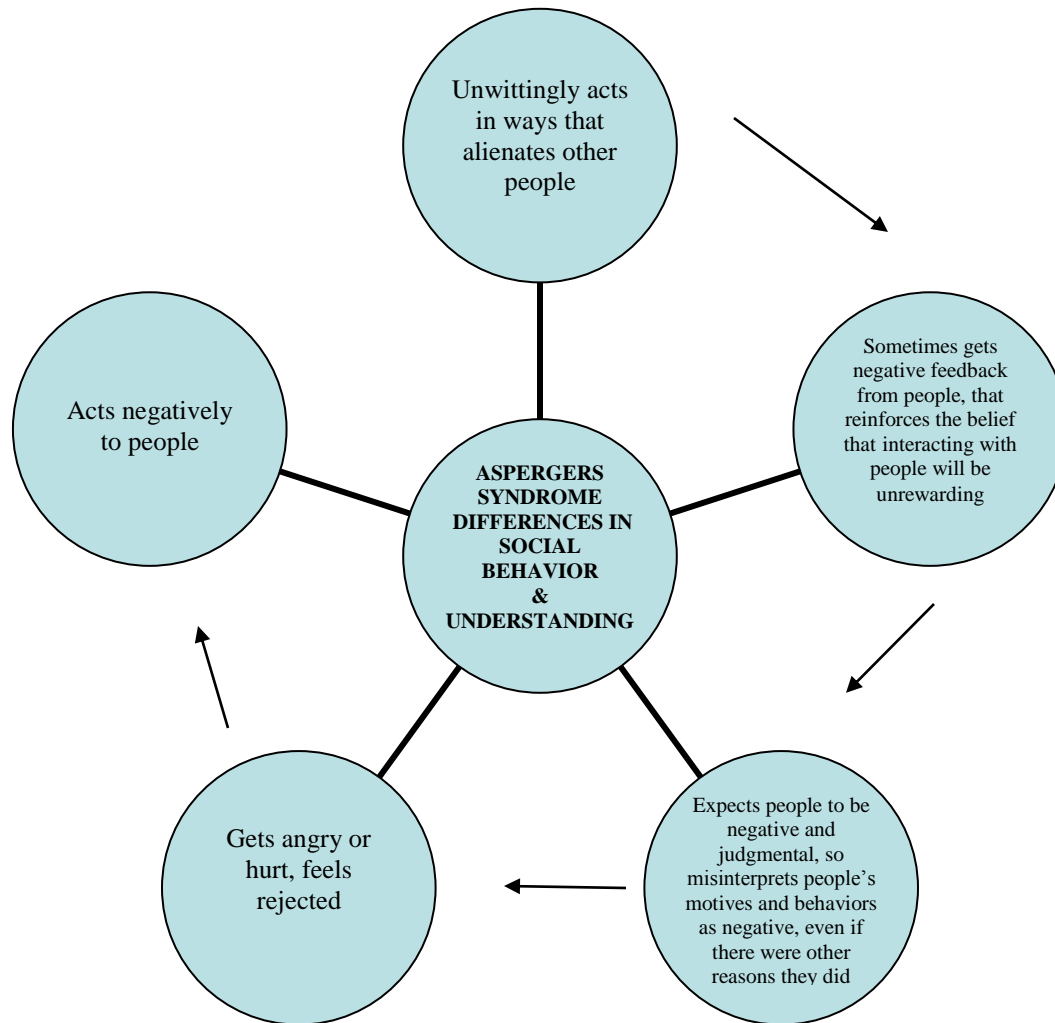 Unwittingly acts
in ways that
alienates other
people
Sometimes gets
negative feedback
from people, that
reinforces the belief
that interacting with
people will be
unrewarding
Expects people to be
negative and
judgmental, so
misinterprets people’s
motives and behaviors
as negative, even if
there were other
reasons they did
Gets angry or
hurt, feels
rejected
Acts negatively
to people
ASPERGERS
SYNDROME
DIFFERENCES IN
SOCIAL
BEHAVIOR
&
UNDERSTANDING